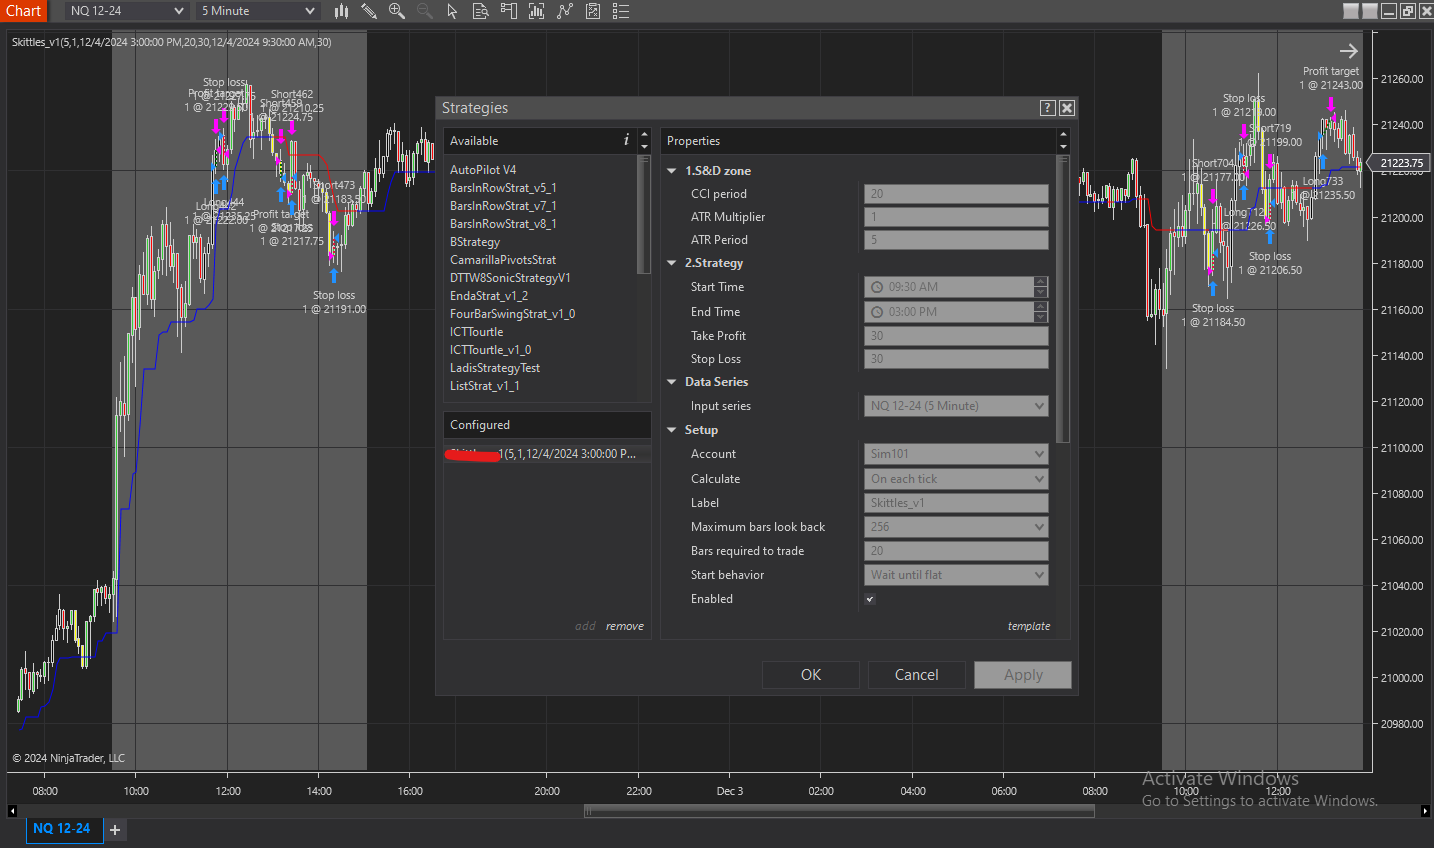 Chart
NQ 12-24
5 Minute
Skittles_v1(5,1,12/4/2024 3:00:00 PM,20,30,12/4/2024 9:30:00 AM,30)
Stop loss
Profit target
Short462
1 @ 21210.25
Short459
1 @ 21224.75
Short473
1 @ 21183.50
1 @ 21222.00
Profit target
1 @ 21217.75
Stop loss
1 @ 21191.00
Strategies
Available
AutoPilot V4
BarsInRowStrat_v5_1
BarsInRowStrat_v7_1
BarsInRowStrat_v8_1
BStrategy
CamarillaPivotsStrat
DTTW8SonicStrategyV1
EndaStrat_v1_2
FourBarSwingStrat_v1_0
ICTTourtle
ICTTourtle_v1_0
LadisStrategyTest
ListStrat_v1_1
Configured
1(5,1,12/4/2024 3:00:00 P...
add remove
Properties
1.S&D zone
CCI period 20
ATR Multiplier 1
ATR Period 5
2.Strategy
Start Time 09:30 AM
End Time 03:00 PM
Take Profit 30
Stop Loss 30
Data Series
Input series NQ 12-24 (5 Minute)
Setup
Account Sim101
Calculate On each tick
Label Skittles_v1
Maximum bars look back 256
Bars required to trade 20
Start behavior Wait until flat
Enabled
template
OK Cancel Apply
Profit target
1 @ 21243.00
Stop loss
1 @ 21219.00
Short719
1 @ 21199.00
Short704
1 @ 21177.00
Long733
1 @ 21235.50
Long712
1 @ 21226.50
Stop loss
1 @ 21206.50
Stop loss
1 @ 21184.50
21260.00
21240.00
21223.75
21200.00
21180.00
21160.00
21140.00
21120.00
21100.00
21080.00
21060.00
21040.00
21020.00
21000.00
20980.00
© 2024 NinjaTrader, LLC
08:00 10:00 12:00 14:00 16:00 20:00 22:00 Dec 3 02:00 04:00 06:00 08:00 10:00 12:00
Activate Windows
Go to Settings to activate Windows.
NQ 12-24